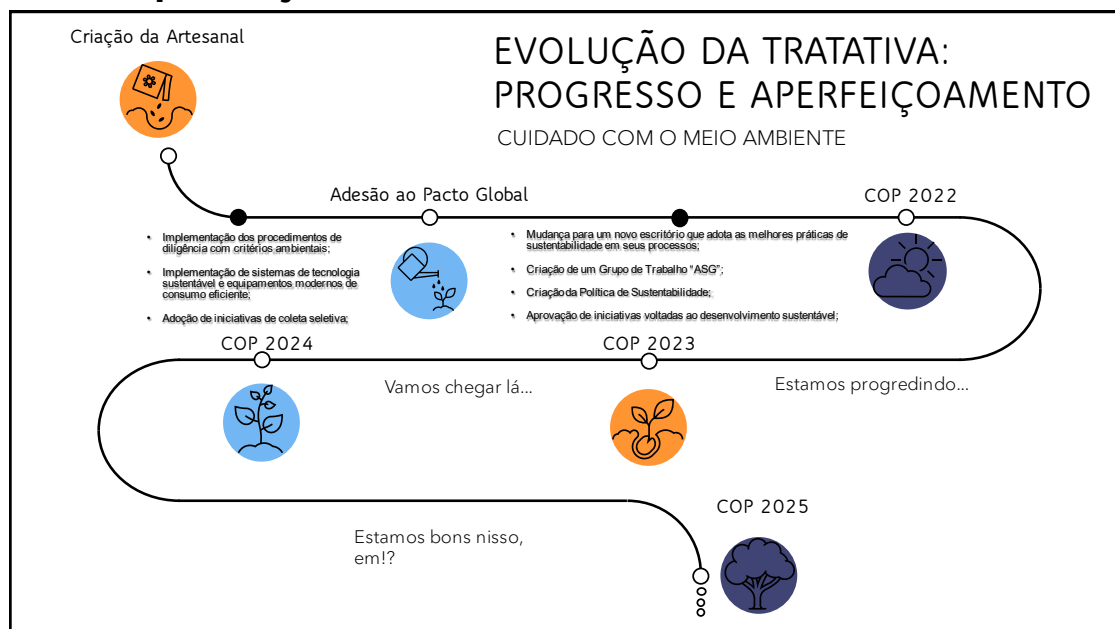 Criação da Artesanal
EVOLUÇÃO DA TRATATIVA:
PROGRESSO E APERFEIÇOAMENTO
CUIDADO COM O MEIO AMBIENTE
Adesão ao Pacto Global
COP 2022
• Implementação dos procedimentos de
diligência com critérios ambientais;
• Implementação de sistemas de tecnologia
sustentável e equipamentos modernos de
consumo eficiente;
• Adoção de iniciativas de coleta seletiva;
• Mudança para um novo escritório que adota as melhores práticas de
sustentabilidade em seus processos;
• Criação de um Grupo de Trabalho “ASG”;
• Criação da Política de Sustentabilidade;
• Aprovação de iniciativas voltadas ao desenvolvimento sustentável;
COP 2024
COP 2023
Vamos chegar lá...
Estamos progredindo...
COP 2025
Estamos bons nisso,
em!?